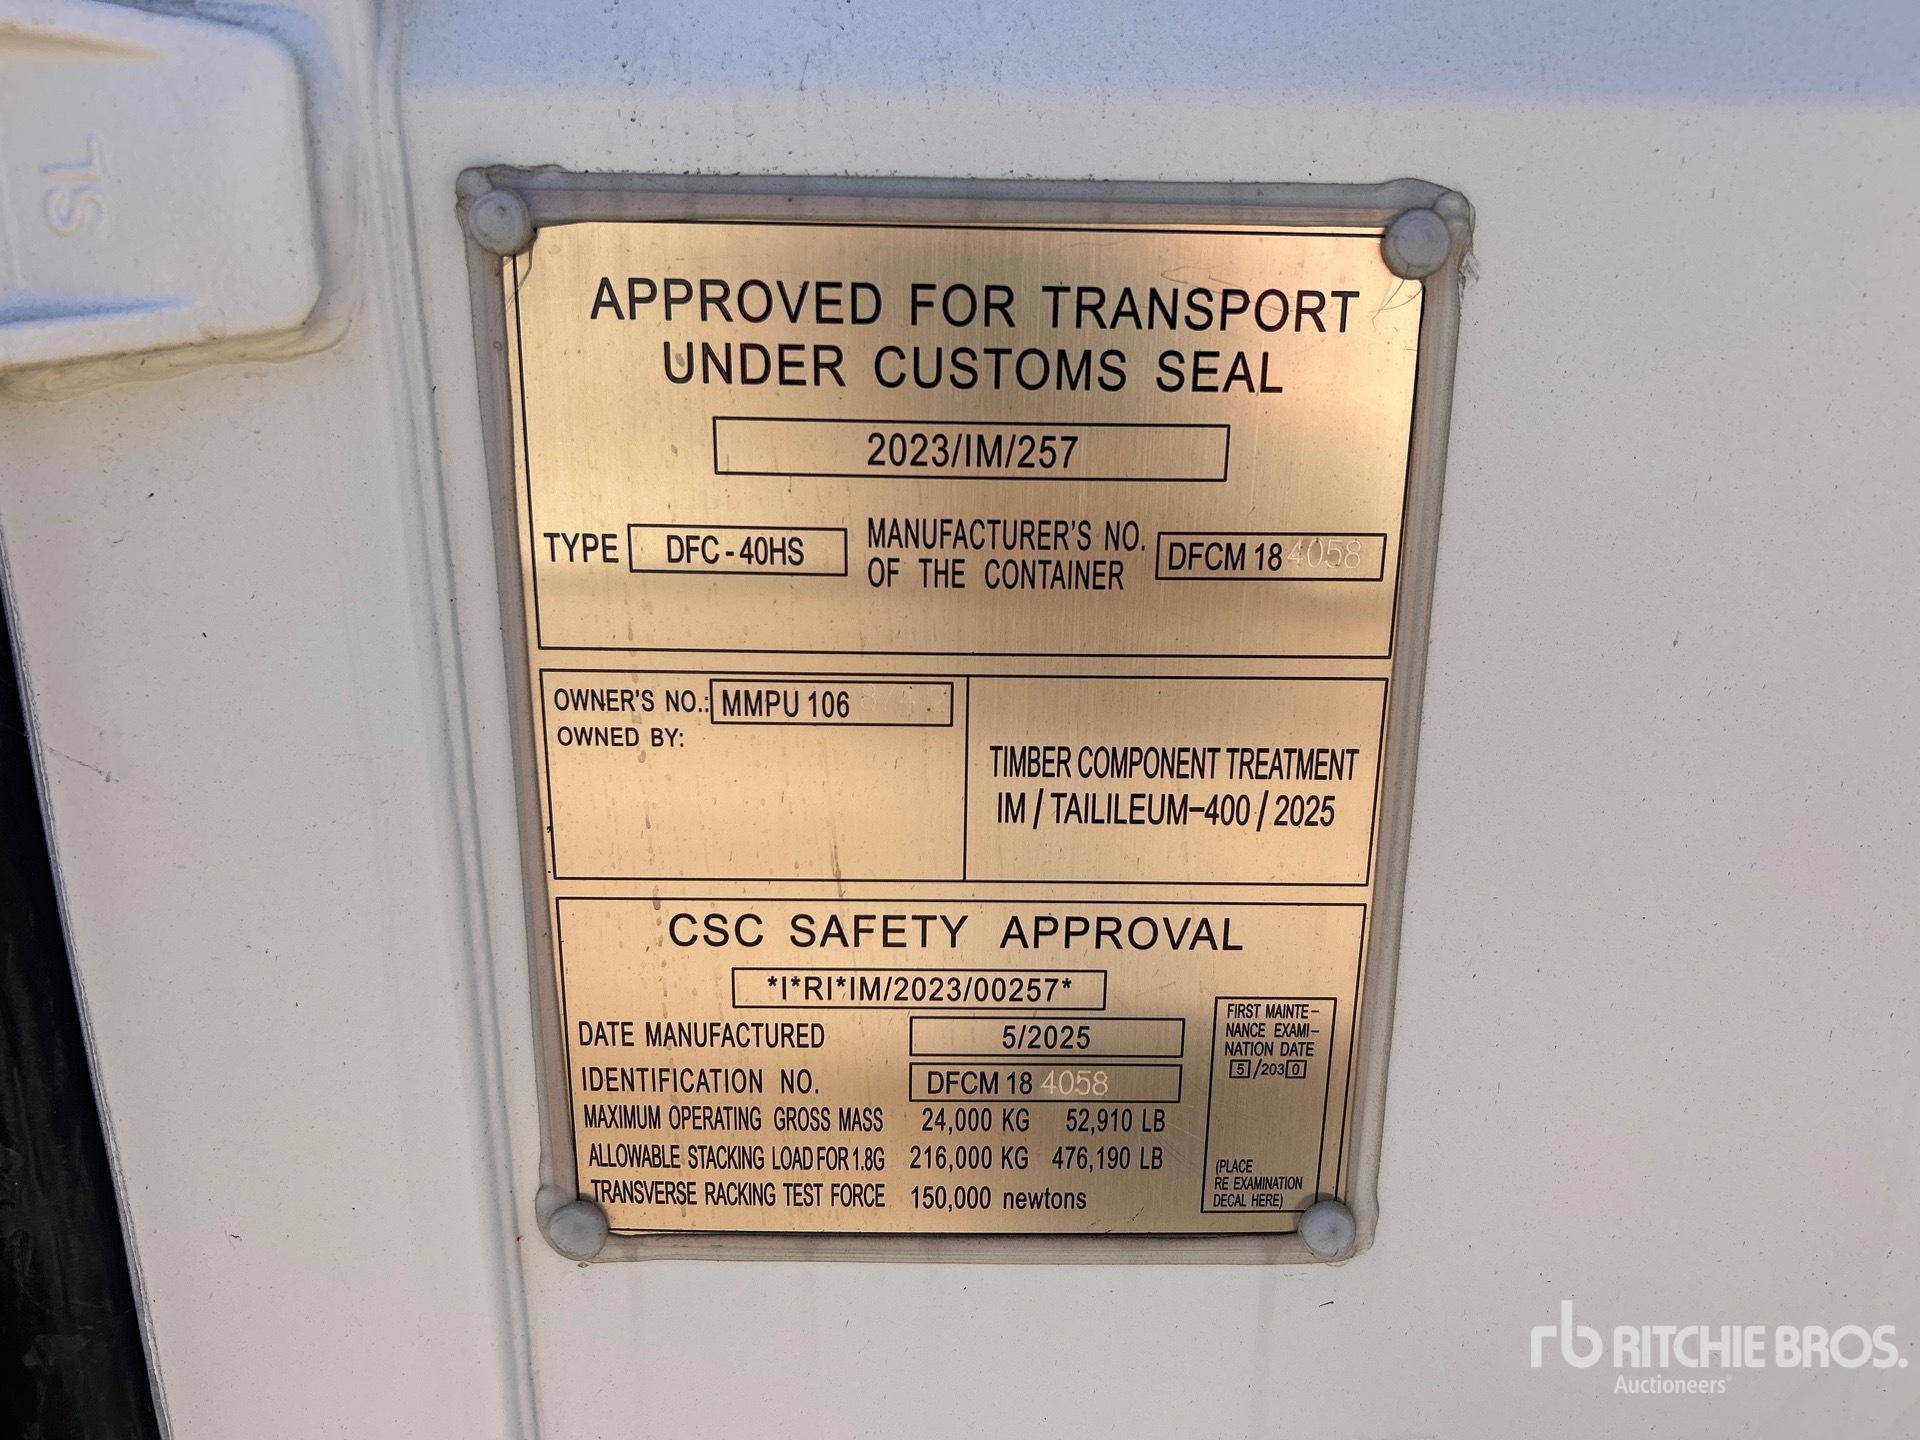 SL
APPROVED FOR TRANSPORT
UNDER CUSTOMS SEAL
2023/IM/257
TYPE DFC-40HS MANUFACTURER'S NO. OF THE CONTAINER DFCM 18 4058
OWNER'S NO.: MMPU 106
OWNED BY:
TIMBER COMPONENT TREATMENT
IM / TAILILEUM-400 / 2025
CSC SAFETY APPROVAL
*I*RI*IM/2023/00257*
DATE MANUFACTURED 5/2025
IDENTIFICATION NO. DFCM 18 4058
MAXIMUM OPERATING GROSS MASS 24,000 KG 52,910 LB
ALLOWABLE STACKING LOAD FOR 1.8G 216,000 KG 476,190 LB
TRANSVERSE RACKING TEST FORCE 150,000 newtons
FIRST MAINTE-
NANCE EXAMI-
NATION DATE
5/2030
(PLACE
RE EXAMINATION
DECAL HERE)
rb RITCHIE BROS.
Auctioneers